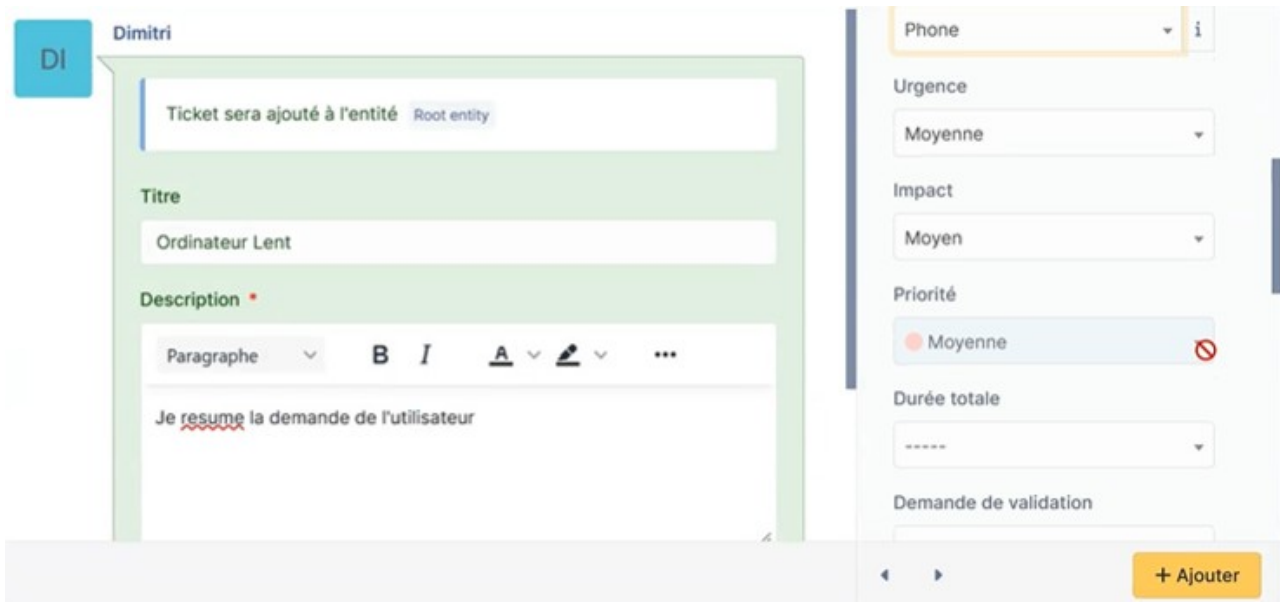 DI
Dimitri
Ticket sera ajouté à l'entité Root entity
Titre
Ordinateur Lent
Description *
Paragraphe B I A •••
Je resume la demande de l'utilisateur
Phone i
Urgence
Moyenne
Impact
Moyen
Priorité
Moyenne
Durée totale
-----
Demande de validation
+ Ajouter